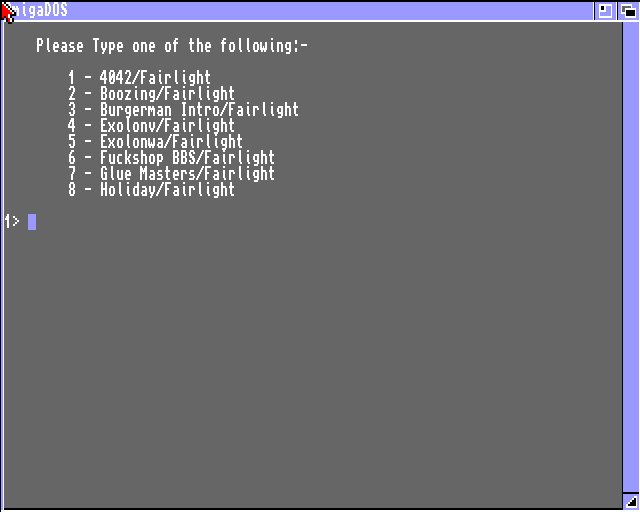 AmigaDOS
Please Type one of the following:-
1 - 4042/Fairlight
2 - Boozing/Fairlight
3 - Burgerman Intro/Fairlight
4 - Exolonv/Fairlight
5 - Exolonwa/Fairlight
6 - Fuckshop BBS/Fairlight
7 - Glue Masters/Fairlight
8 - Holiday/Fairlight
1>